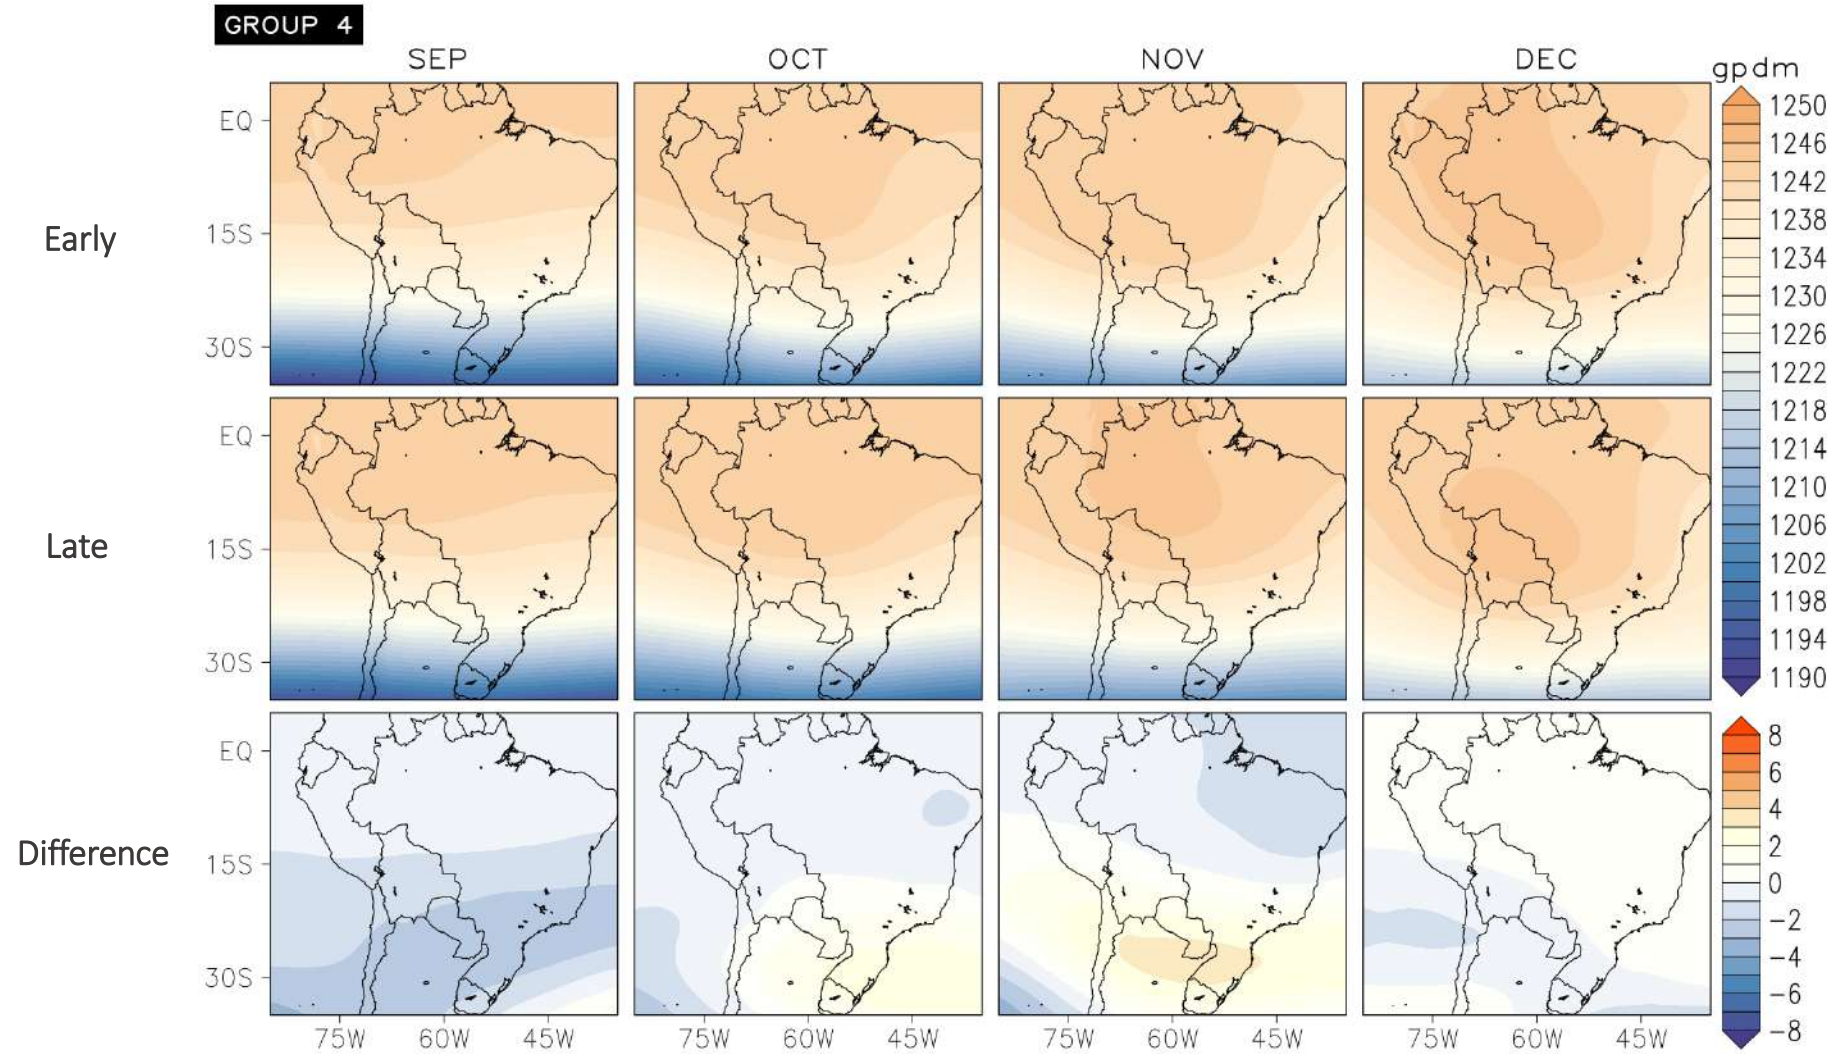 GROUP 4
SEP OCT NOV DEC
gpdm
Early
EQ
15S
30S
1250
1246
1242
1238
1234
1230
1226
1222
1218
1214
1210
1206
1202
1198
1194
1190
Late
EQ
15S
30S
Difference
EQ
15S
30S
8
6
4
2
0
-2
-4
-6
-8
75W 60W 45W 75W 60W 45W 75W 60W 45W 75W 60W 45W